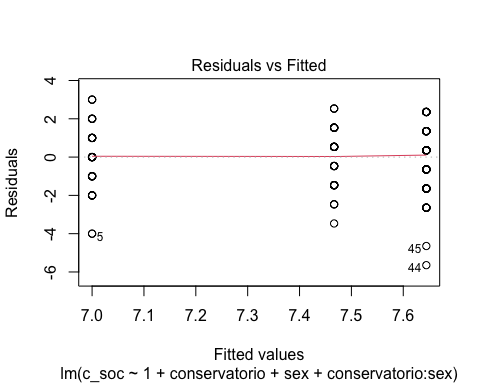 Residuals vs Fitted
Residuals
4
2
0
-2
-4
-6
5
45
44
7.0 7.1 7.2 7.3 7.4 7.5 7.6
Fitted values
lm(c_soc ~ 1 + conservatorio + sex + conservatorio:sex)